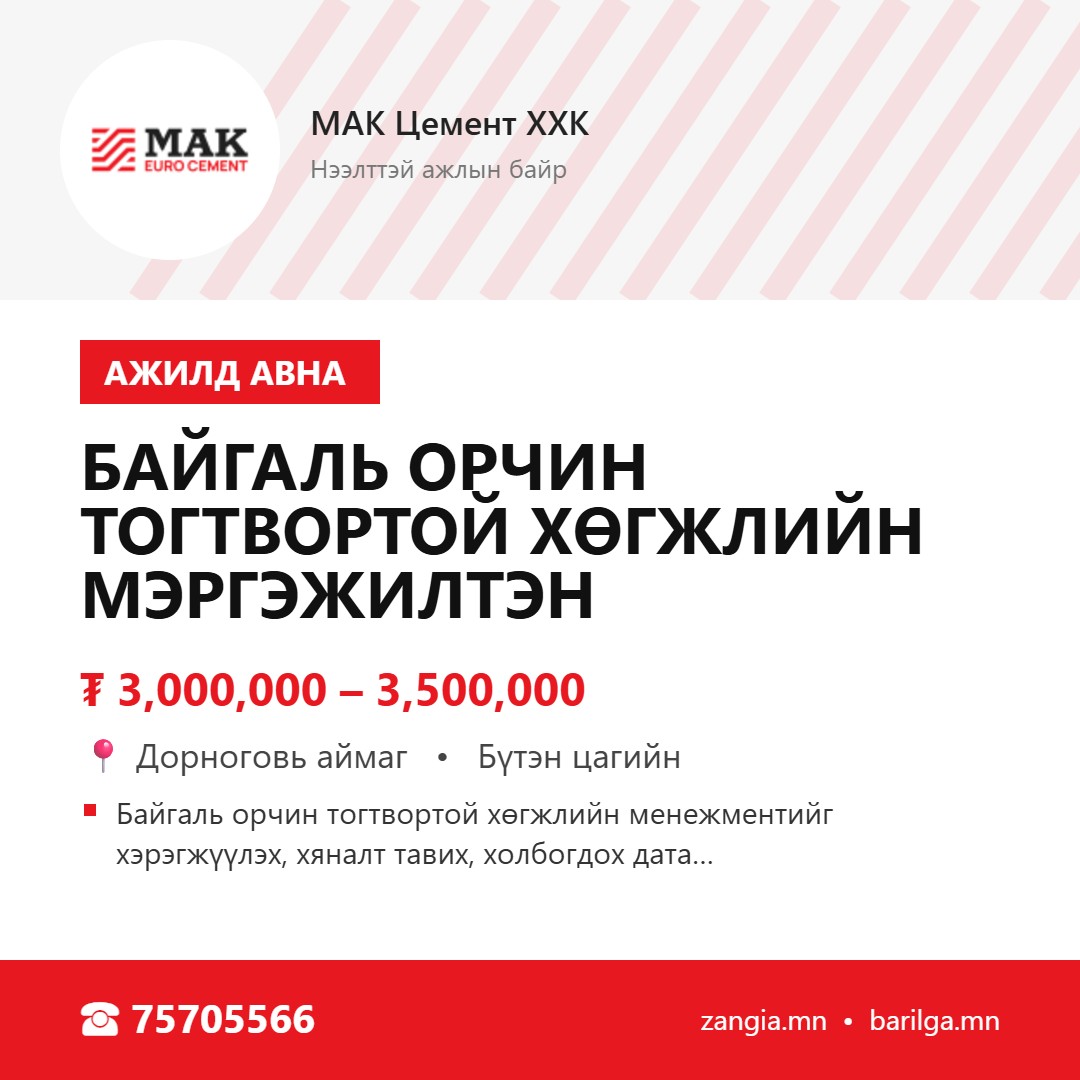 МАК
EURO CEMENT
МАК Цемент ХХК
Нээлттэй ажлын байр
АЖИЛД АВНА
БАЙГАЛЬ ОРЧИН
ТОГТВОРТОЙ ХӨГЖЛИЙН
МЭРГЭЖИЛТЭН
₮ 3,000,000 – 3,500,000
📍 Дорноговь аймаг • Бүтэн цагийн
Байгаль орчин тогтвортой хөгжлийн менежментийг
хэрэгжүүлэх, хяналт тавих, холбогдох дата...
☎ 75705566
zangia.mn • barilga.mn